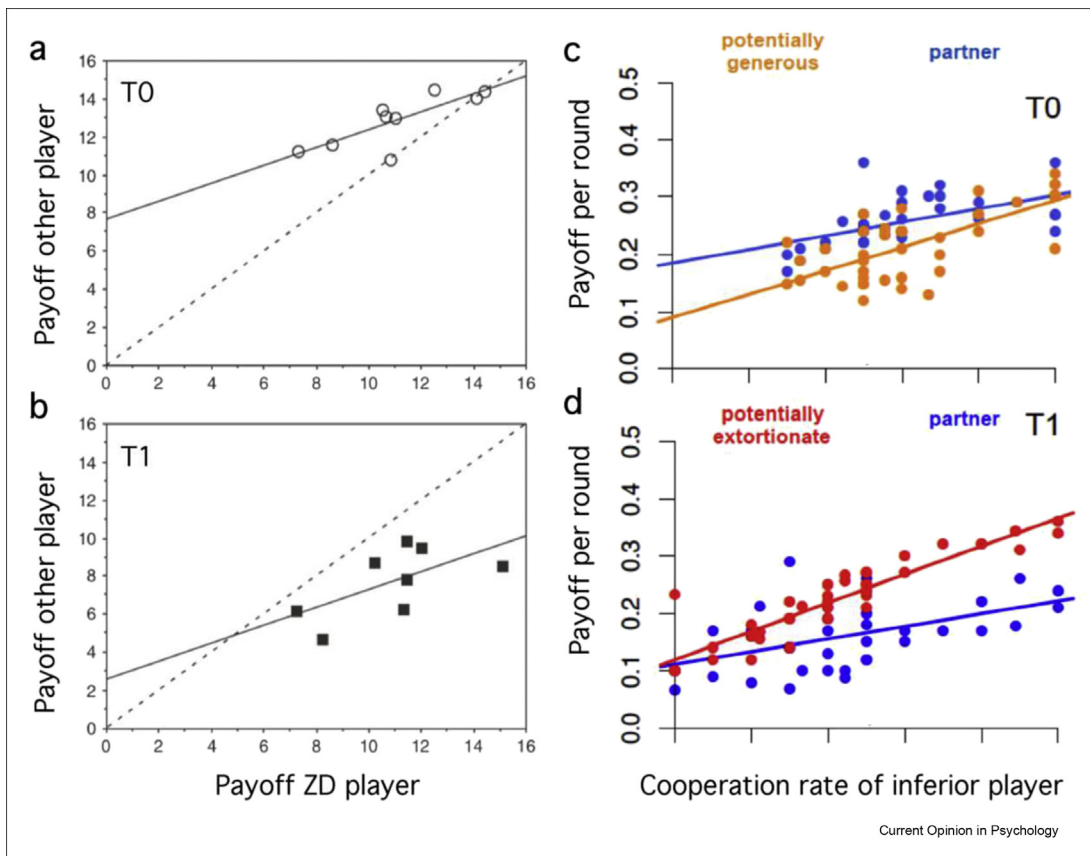 a
T0
Payoff other player
16
14
12
10
8
6
4
2
0
0 2 4 6 8 10 12 14 16
b
T1
Payoff other player
16
14
12
10
8
6
4
2
0
0 2 4 6 8 10 12 14 16
Payoff ZD player
c
potentially
generous
partner
T0
Payoff per round
0.5
0.4
0.3
0.2
0.1
0.0
d
potentially
extortionate
partner
T1
Payoff per round
0.5
0.4
0.3
0.2
0.1
0.0
Cooperation rate of inferior player
Current Opinion in Psychology